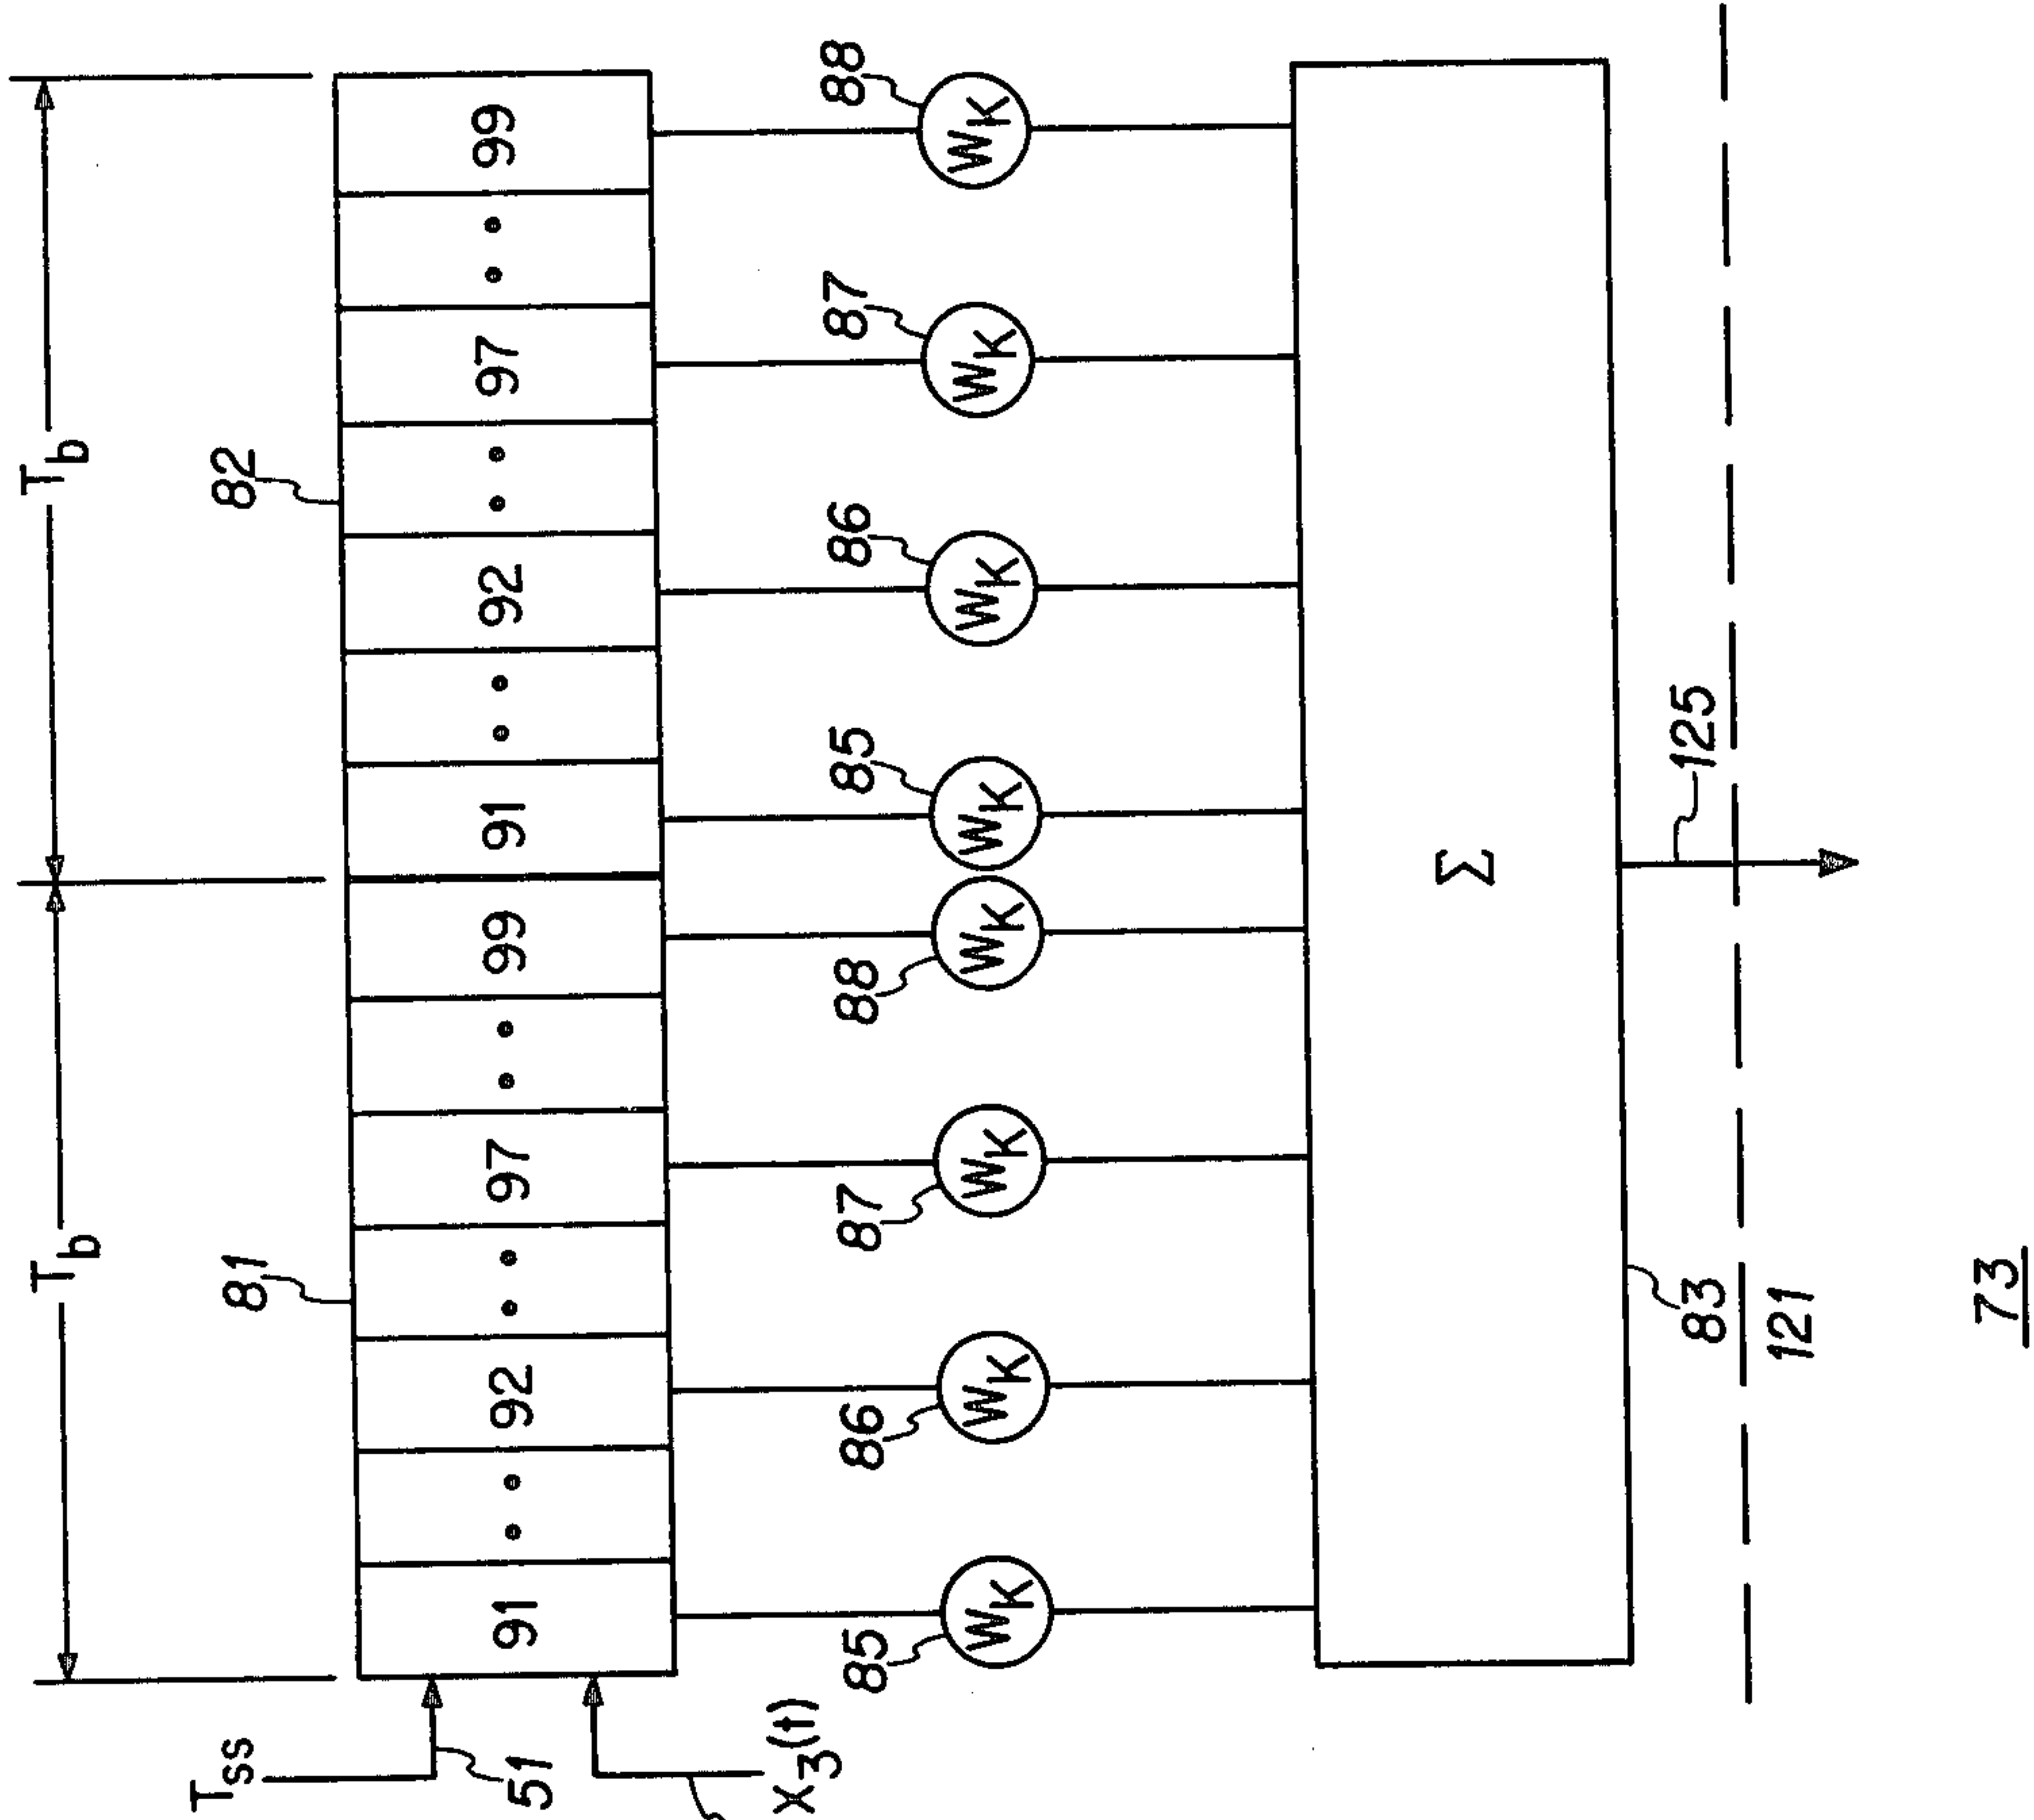 T_b T_b
81 82
T_ss
51
x_3(t)
91 • • 92 • • 97 • • 99 91 • • 92 • • 97 • • 99
85 86 87 88 85 86 87 88
W_K W_K W_K W_K W_K W_K W_K W_K
Σ
83 125
121
73